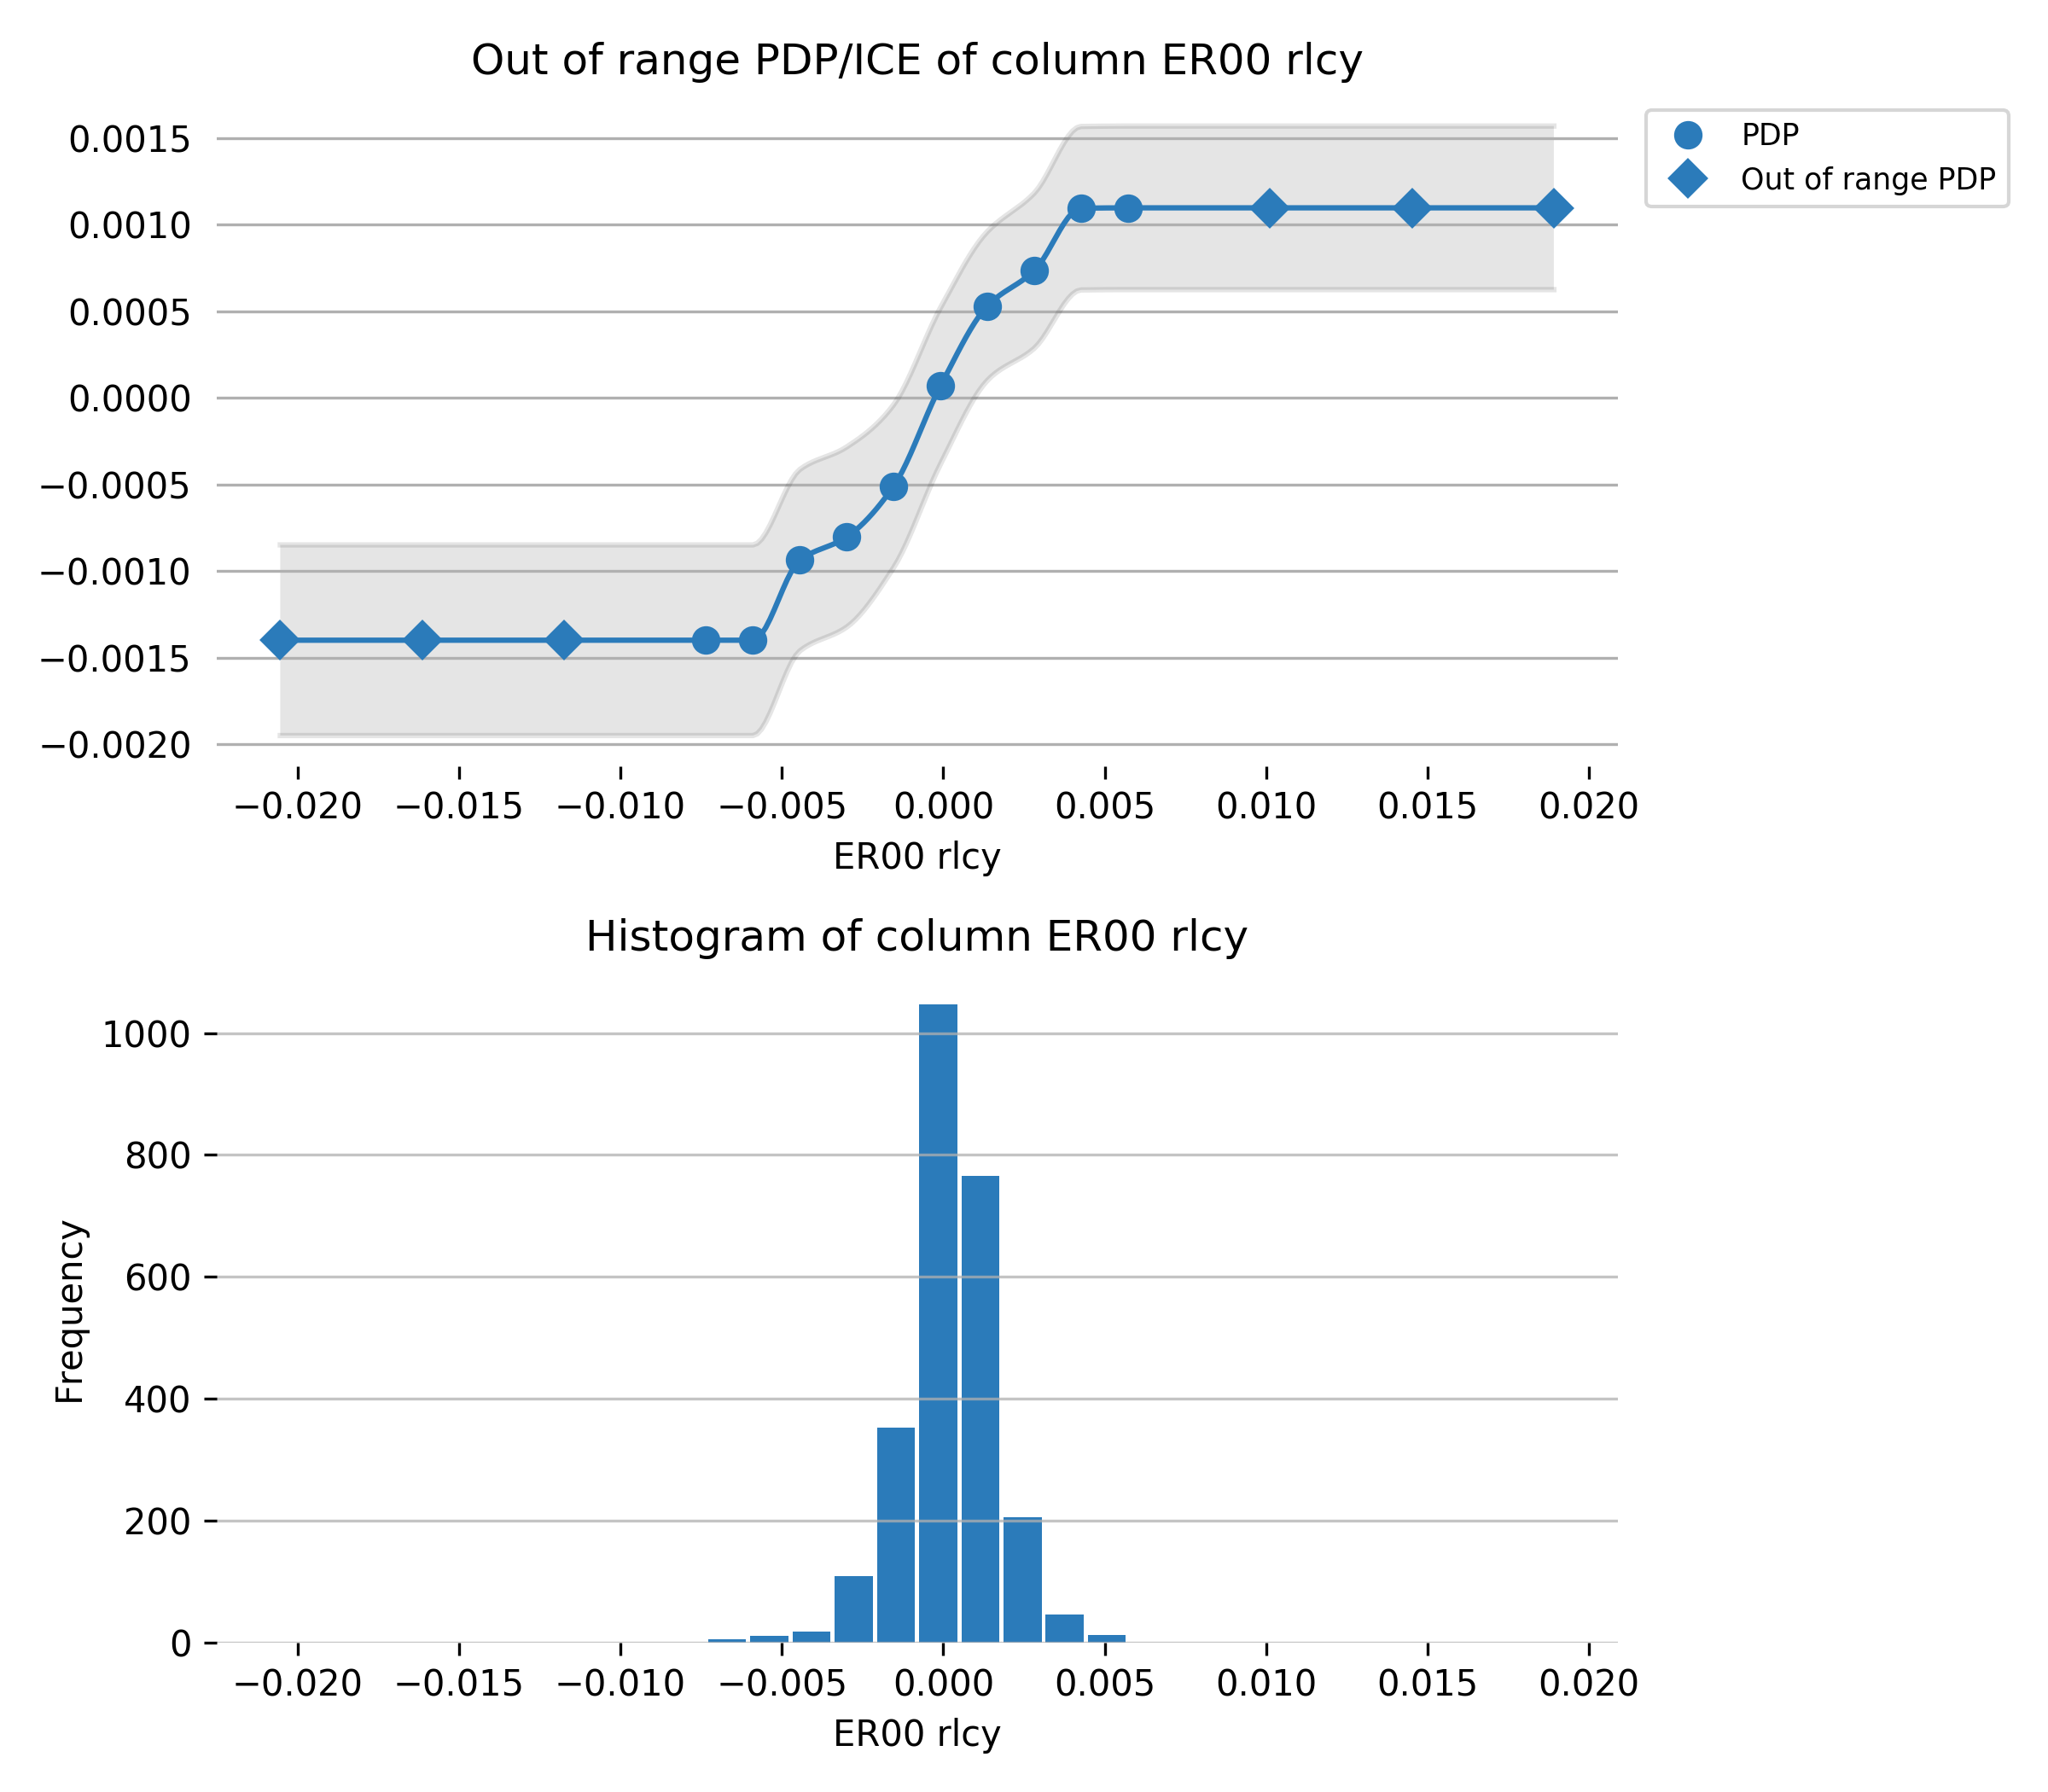 Out of range PDP/ICE of column ER00 rlcy
PDP
Out of range PDP
0.0015
0.0010
0.0005
0.0000
−0.0005
−0.0010
−0.0015
−0.0020
−0.020 −0.015 −0.010 −0.005 0.000 0.005 0.010 0.015 0.020
ER00 rlcy
Histogram of column ER00 rlcy
1000
800
600
400
200
0
Frequency
−0.020 −0.015 −0.010 −0.005 0.000 0.005 0.010 0.015 0.020
ER00 rlcy